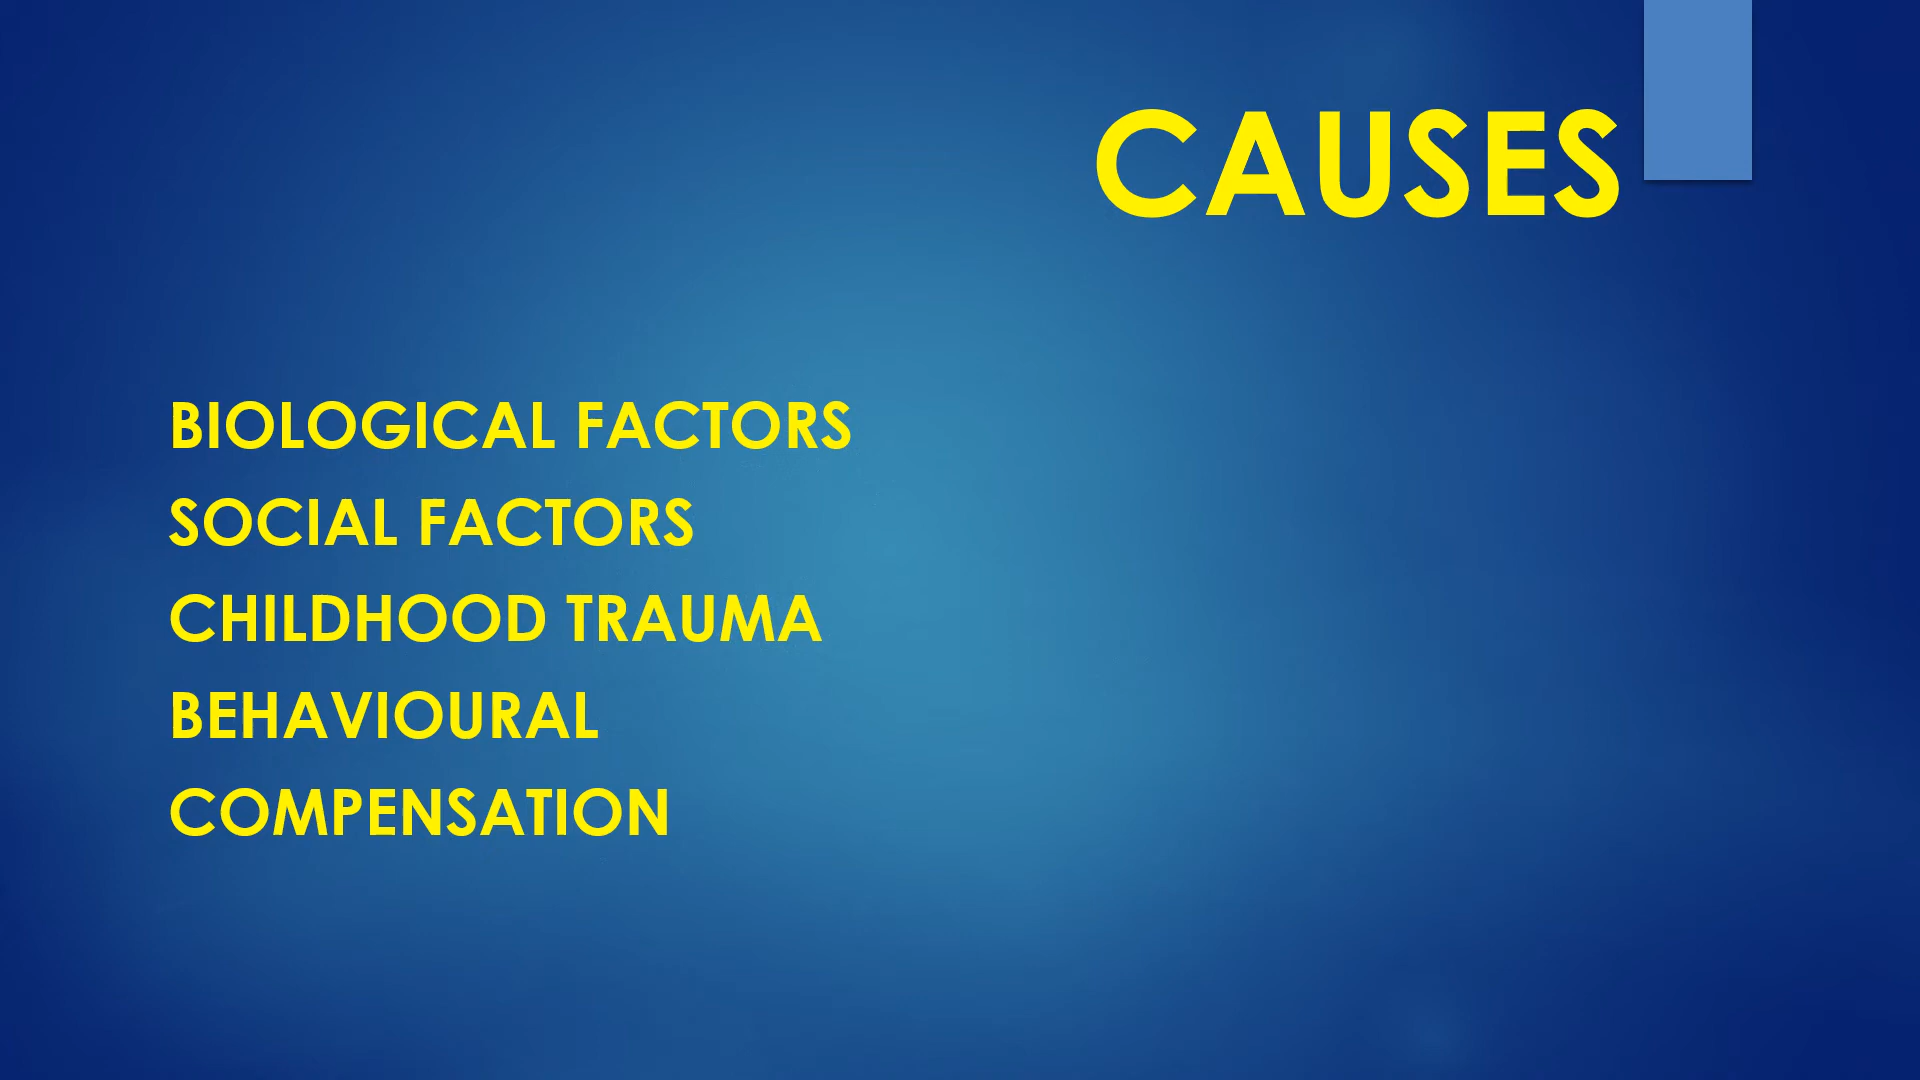 CAUSES
BIOLOGICAL FACTORS
SOCIAL FACTORS
CHILDHOOD TRAUMA
BEHAVIOURAL
COMPENSATION